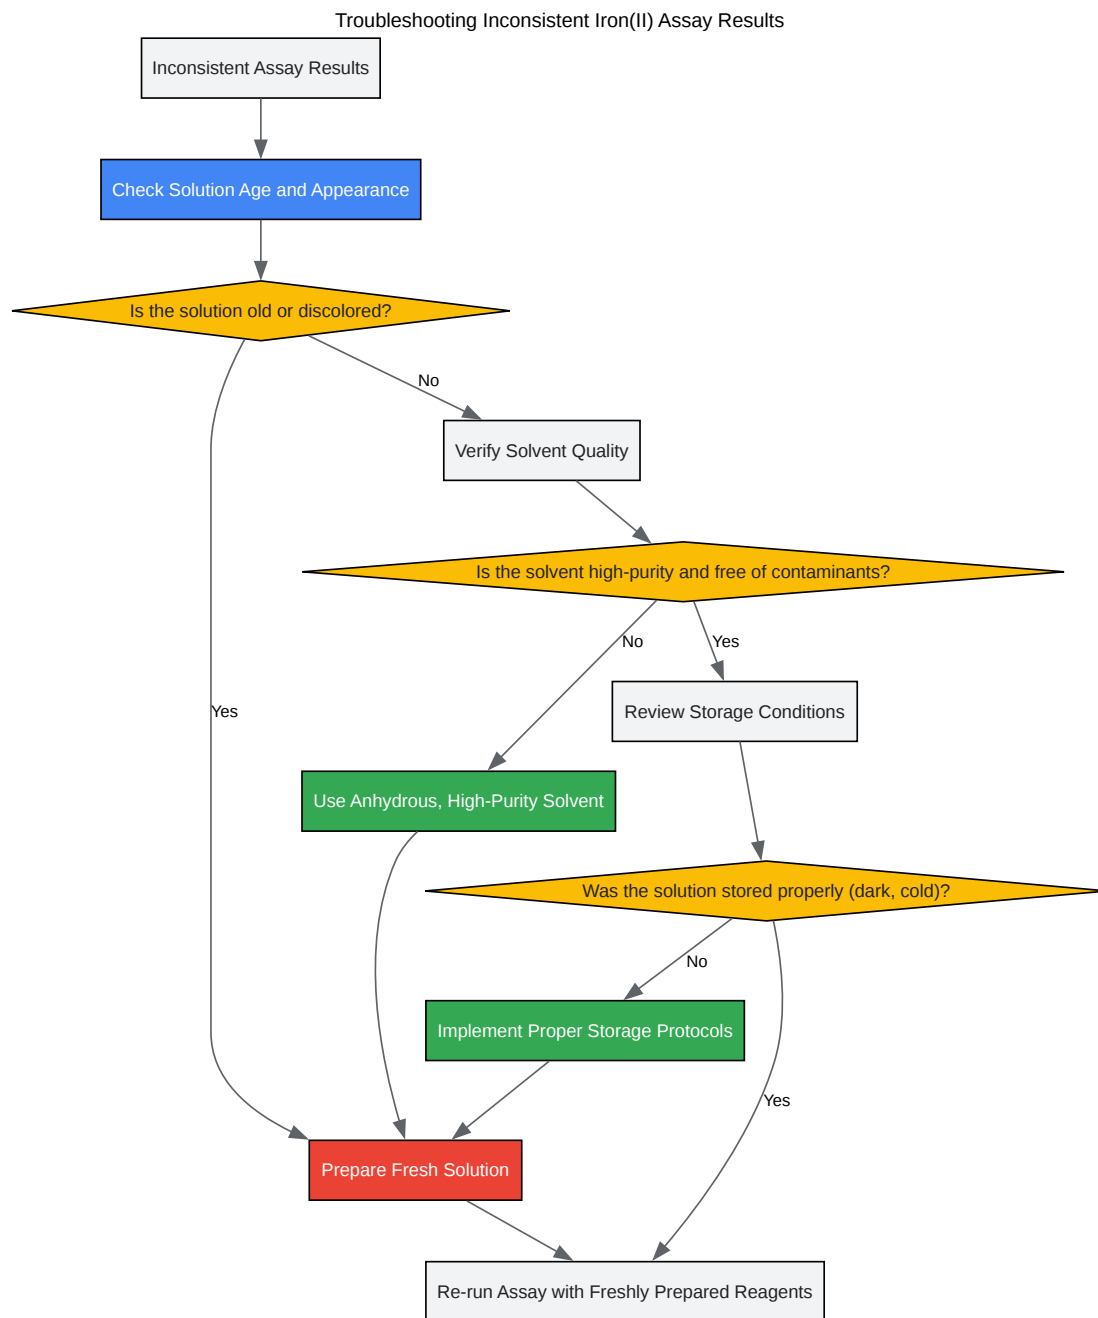 Troubleshooting Inconsistent Iron(II) Assay Results
Inconsistent Assay Results
Check Solution Age and Appearance
Is the solution old or discolored?
No
Verify Solvent Quality
Is the solvent high-purity and free of contaminants?
No
Yes
Review Storage Conditions
Yes
Use Anhydrous, High-Purity Solvent
Was the solution stored properly (dark, cold)?
No
Implement Proper Storage Protocols
Yes
Prepare Fresh Solution
Re-run Assay with Freshly Prepared Reagents